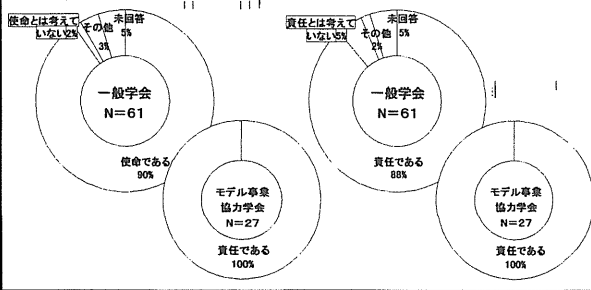 使命とは考えて
いない2%
その他
3%
未回答
5%
一般学会
N=61
使命である
90%
モデル事業
協力学会
N=27
責任である
100%
責任とは考えて
いない5%
その他
2%
未回答
5%
一般学会
N=61
責任である
88%
モデル事業
協力学会
N=27
責任である
100%